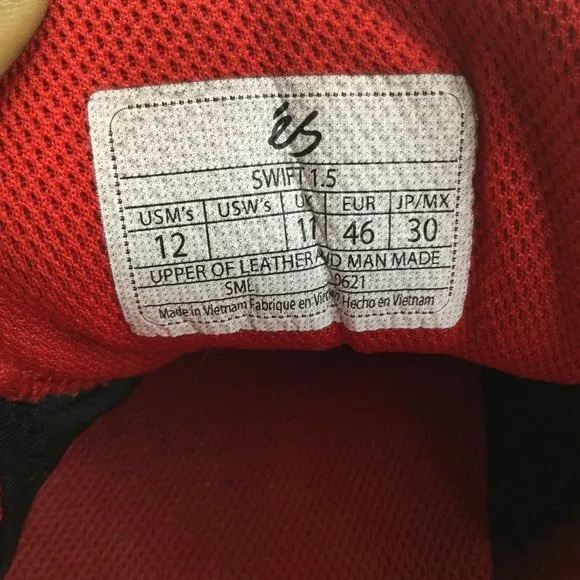 éS
SWIFT 1.5
USM's USW's UK EUR JP/MX
12 11 46 30
UPPER OF LEATHER AND MAN MADE
SML 0621
Made in Vietnam Fabrique en Hecho en Vietnam